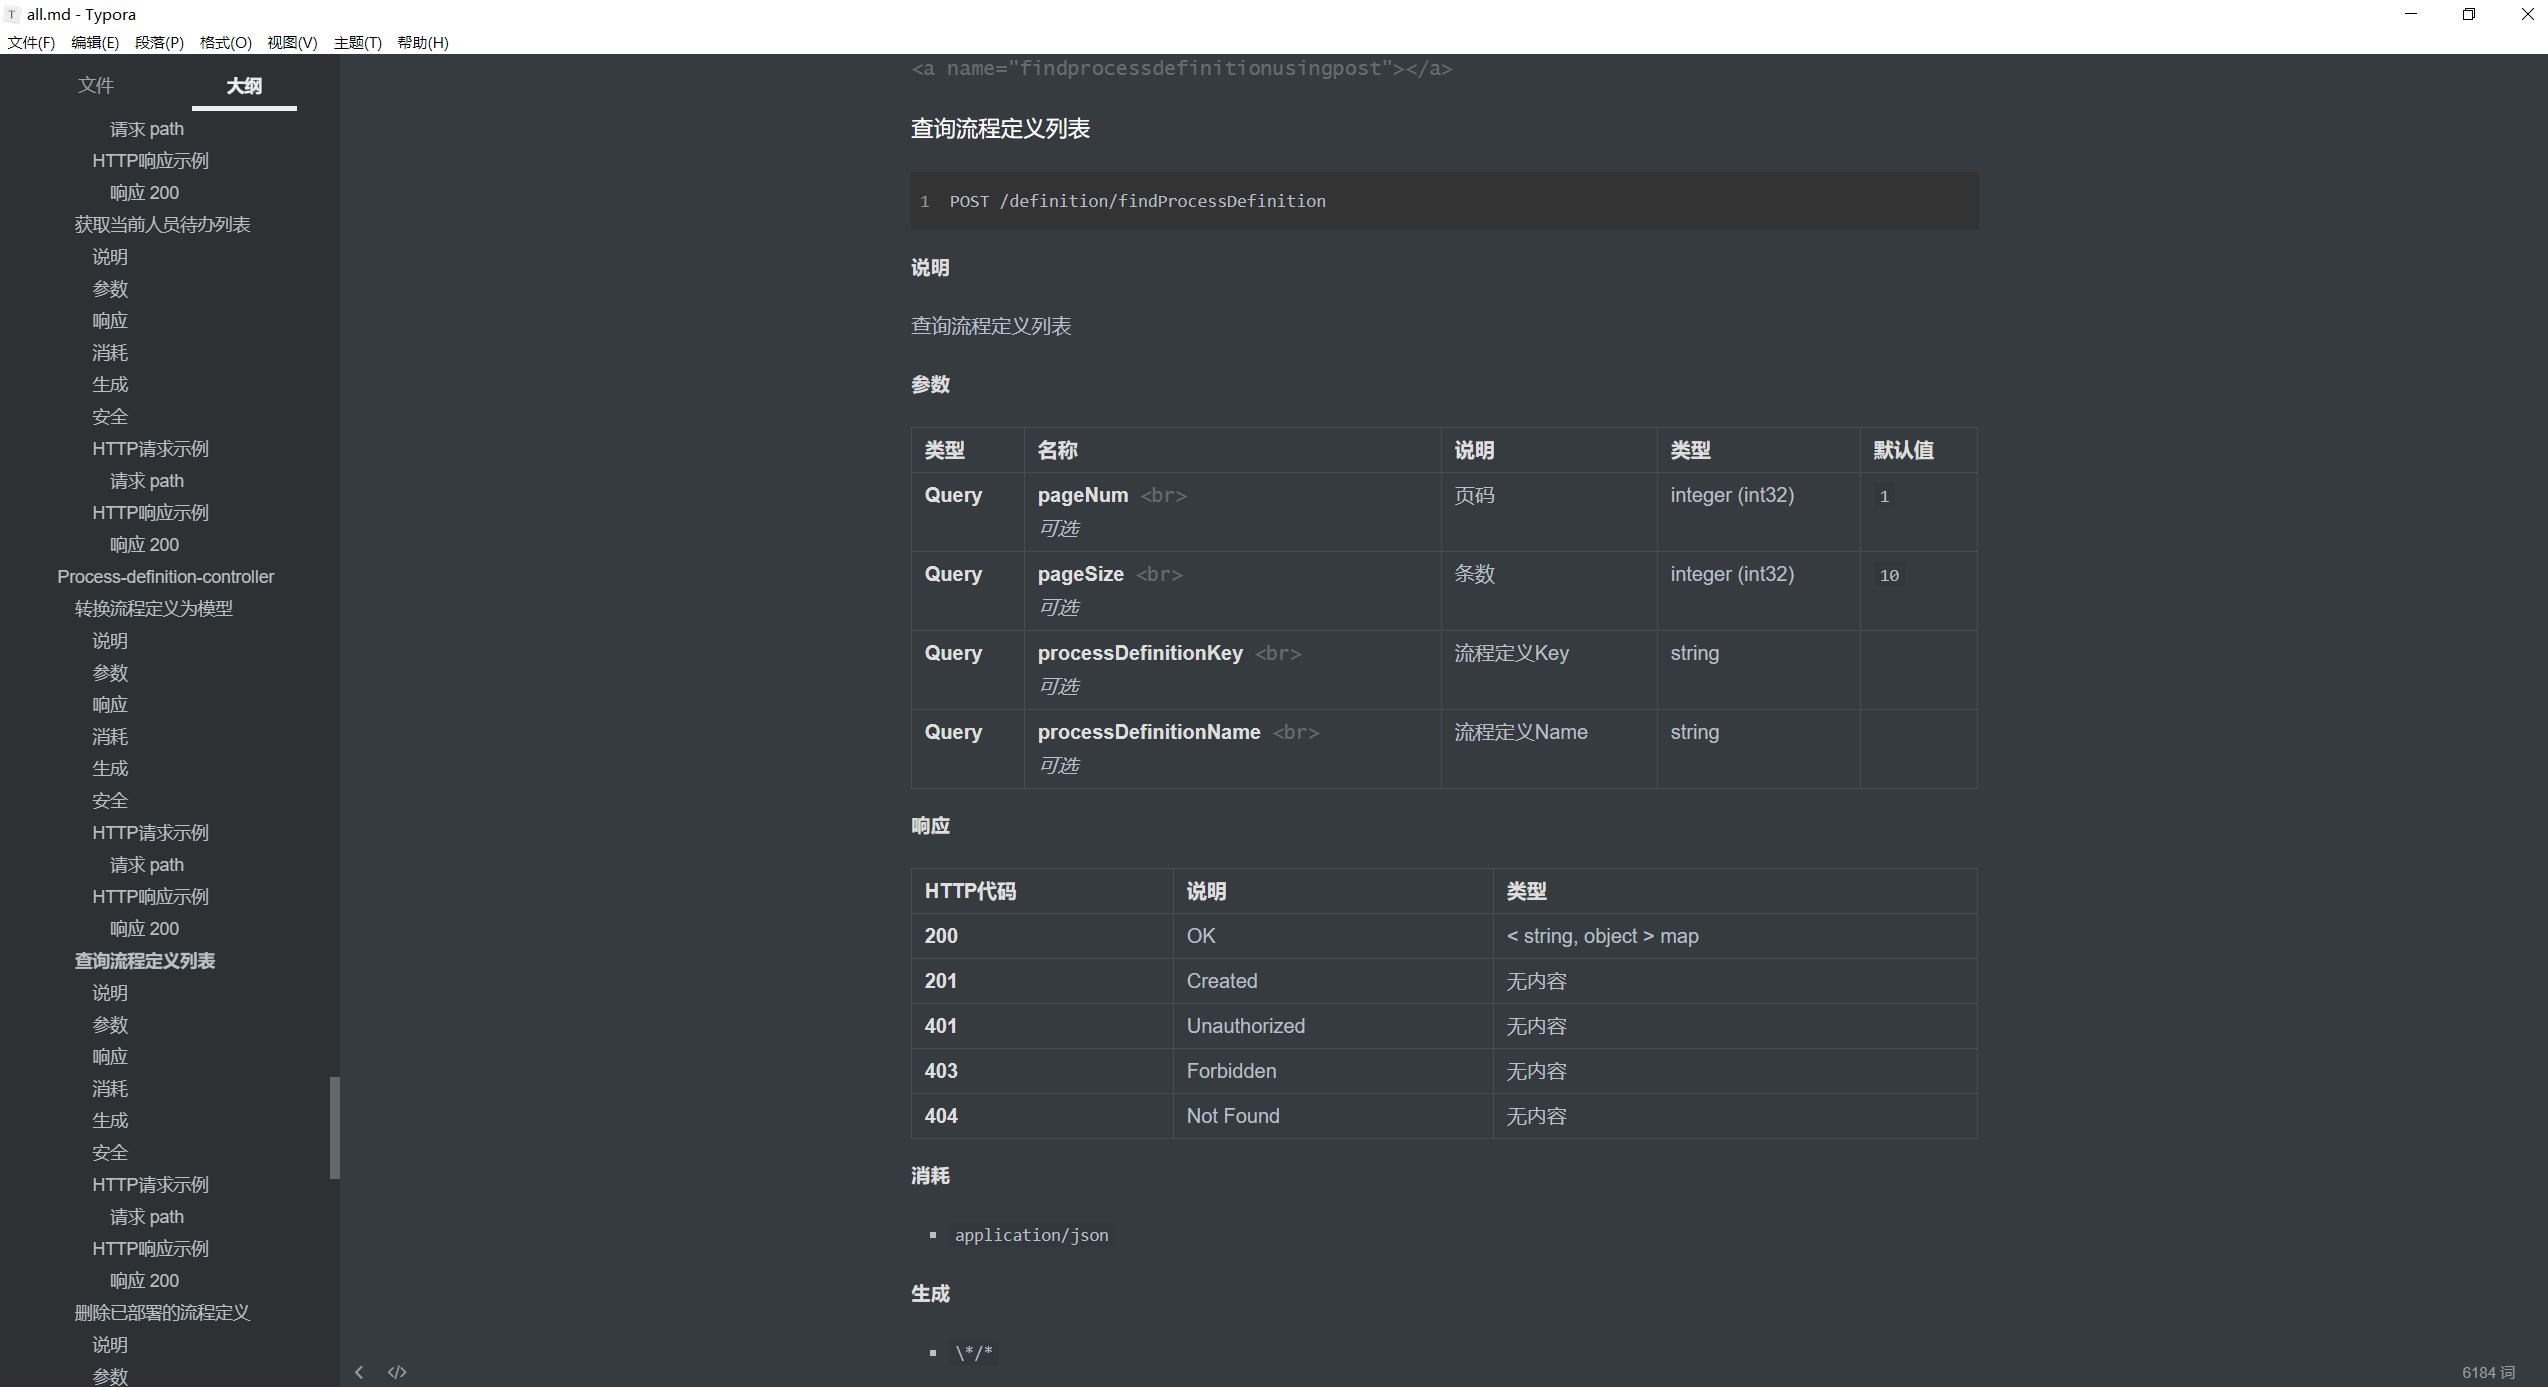 all.md - Typora
文件(F) 编辑(E) 段落(P) 格式(O) 视图(V) 主题(T) 帮助(H)
文件 大纲
请求 path
HTTP响应示例
响应 200
获取当前人员待办列表
说明
参数
响应
消耗
生成
安全
HTTP请求示例
请求 path
HTTP响应示例
响应 200
Process-definition-controller
转换流程定义为模型
说明
参数
响应
消耗
生成
安全
HTTP请求示例
请求 path
HTTP响应示例
响应 200
查询流程定义列表
说明
参数
响应
消耗
生成
安全
HTTP请求示例
请求 path
HTTP响应示例
响应 200
删除已部署的流程定义
说明
参数
<a name="findprocessdefinitionusingpost"></a>
查询流程定义列表
1 POST /definition/findProcessDefinition
说明
查询流程定义列表
参数
类型 名称 说明 类型 默认值
Query pageNum <br> 页码 integer (int32) 1
可选
Query pageSize <br> 条数 integer (int32) 10
可选
Query processDefinitionKey <br> 流程定义Key string
可选
Query processDefinitionName <br> 流程定义Name string
可选
响应
HTTP代码 说明 类型
200 OK < string, object > map
201 Created 无内容
401 Unauthorized 无内容
403 Forbidden 无内容
404 Not Found 无内容
消耗
application/json
生成
\*/*
</> 6184 词